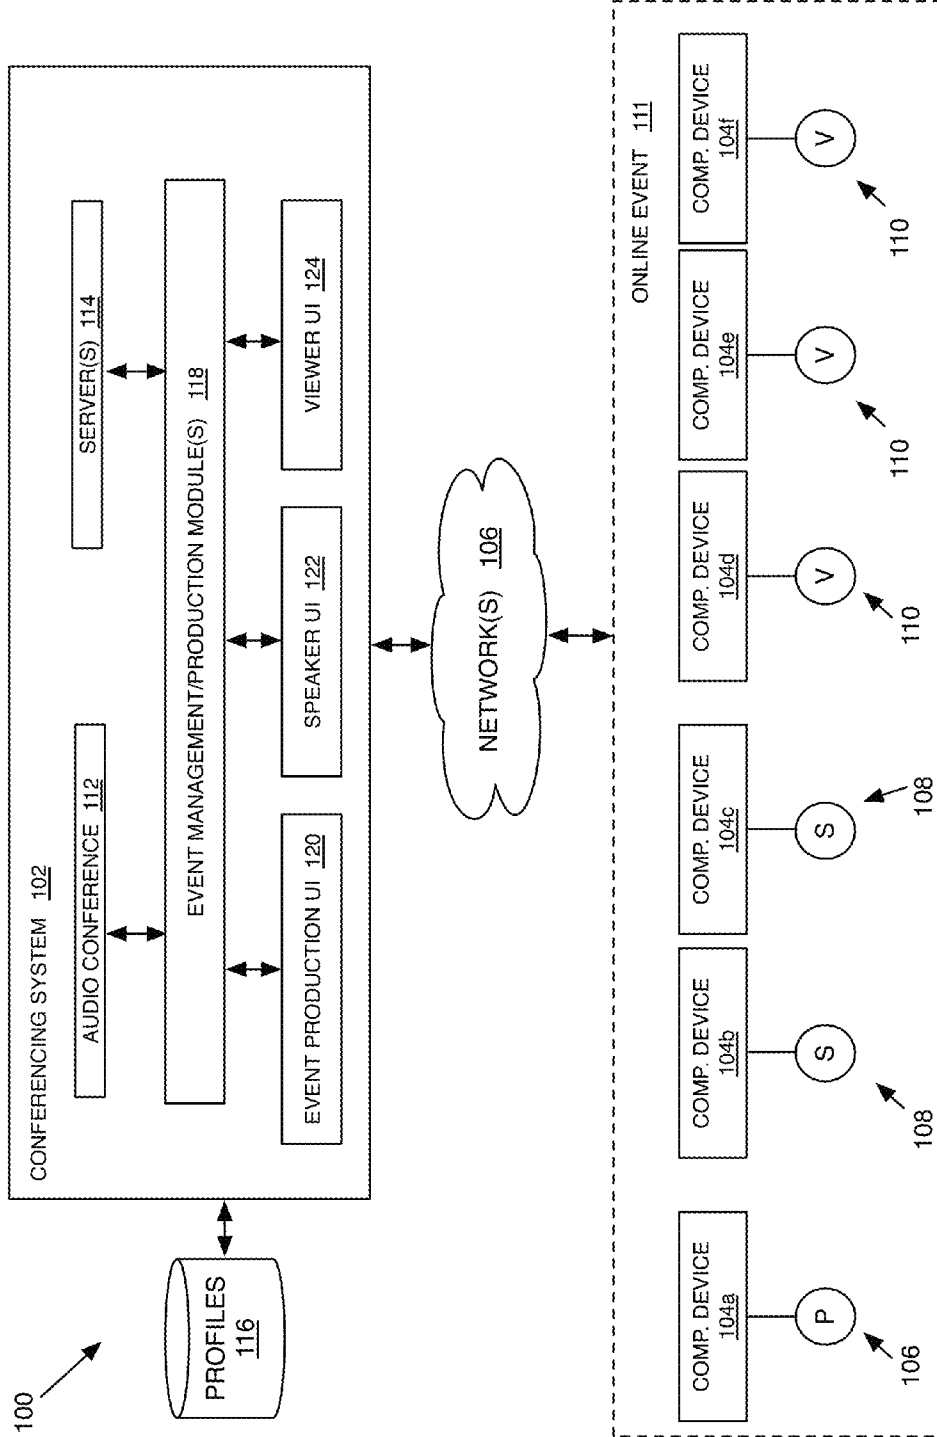 100
CONFERENCING SYSTEM 102
AUDIO CONFERENCE 112
SERVER(S) 114
EVENT MANAGEMENT/PRODUCTION MODULE(S) 118
EVENT PRODUCTION UI 120
SPEAKER UI 122
VIEWER UI 124
PROFILES
116
NETWORK(S) 106
ONLINE EVENT 111
COMP. DEVICE
104a
COMP. DEVICE
104b
COMP. DEVICE
104c
COMP. DEVICE
104d
COMP. DEVICE
104e
COMP. DEVICE
104f
P
S
S
V
V
V
106
108
108
110
110
110